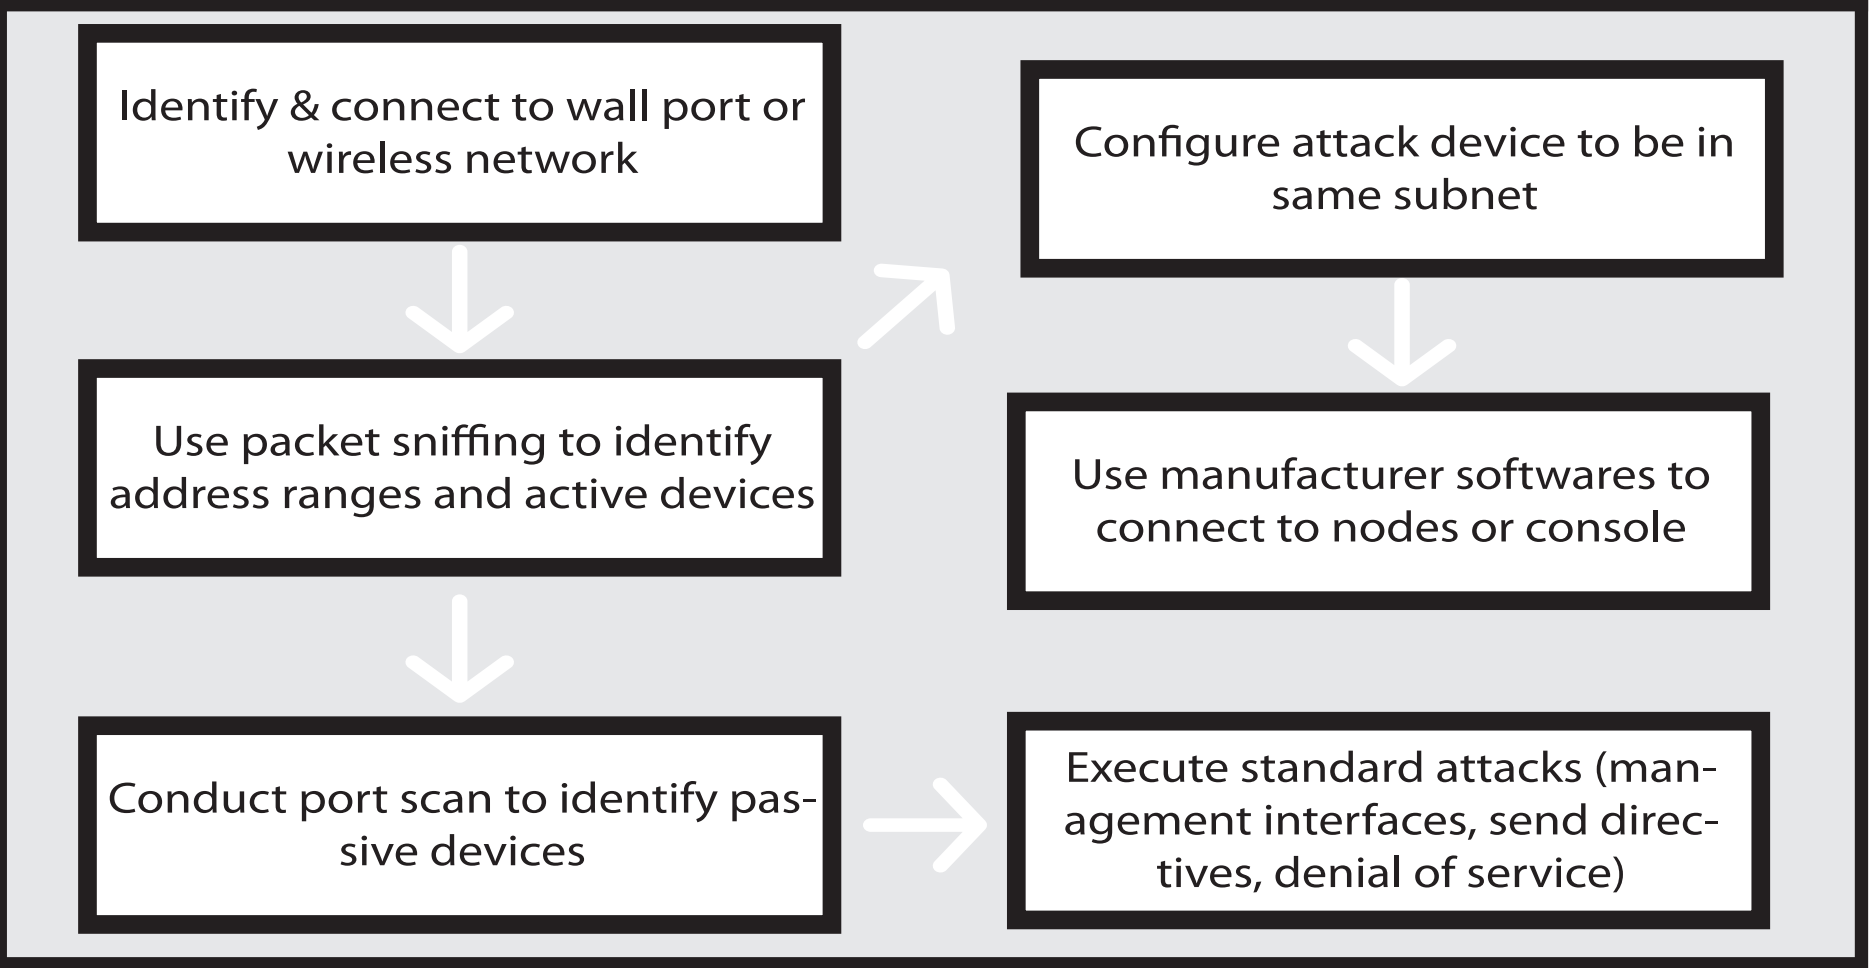 Identify & connect to wall port or
wireless network
Use packet sniffing to identify
address ranges and active devices
Conduct port scan to identify pas-
sive devices
Configure attack device to be in
same subnet
Use manufacturer softwares to
connect to nodes or console
Execute standard attacks (man-
agement interfaces, send direc-
tives, denial of service)